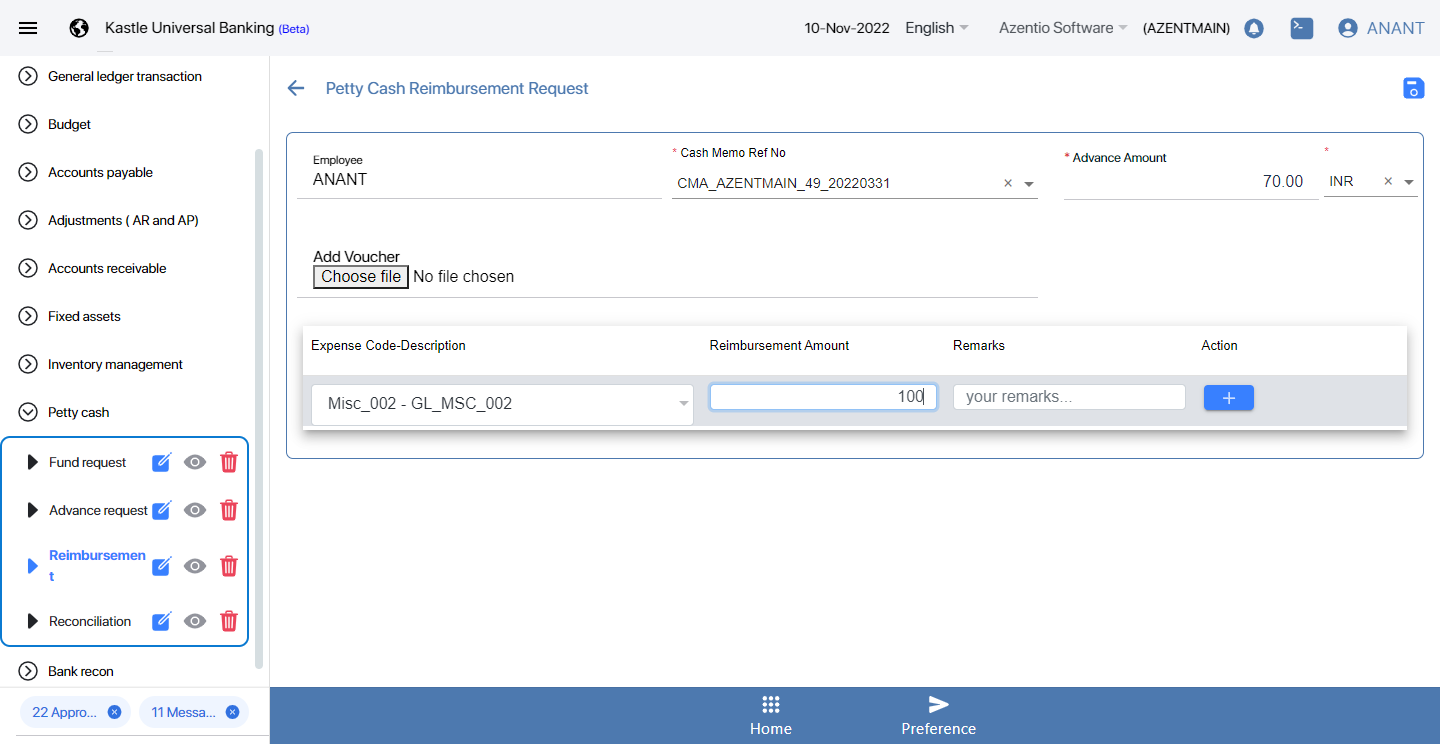 Kastle Universal Banking (Beta)
10-Nov-2022 English Azentio Software (AZENTMAIN) ANANT
General ledger transaction
Budget
Accounts payable
Adjustments ( AR and AP)
Accounts receivable
Fixed assets
Inventory management
Petty cash
Fund request
Advance request
Reimbursemen
t
Reconciliation
Bank recon
22 Appro... 11 Messa...
Petty Cash Reimbursement Request
Employee
ANANT
* Cash Memo Ref No
CMA_AZENTMAIN_49_20220331 ×
* Advance Amount
70.00
*
INR ×
Add Voucher
Choose file No file chosen
Expense Code-Description Reimbursement Amount Remarks Action
Misc_002 - GL_MSC_002 100 your remarks... +
Home Preference